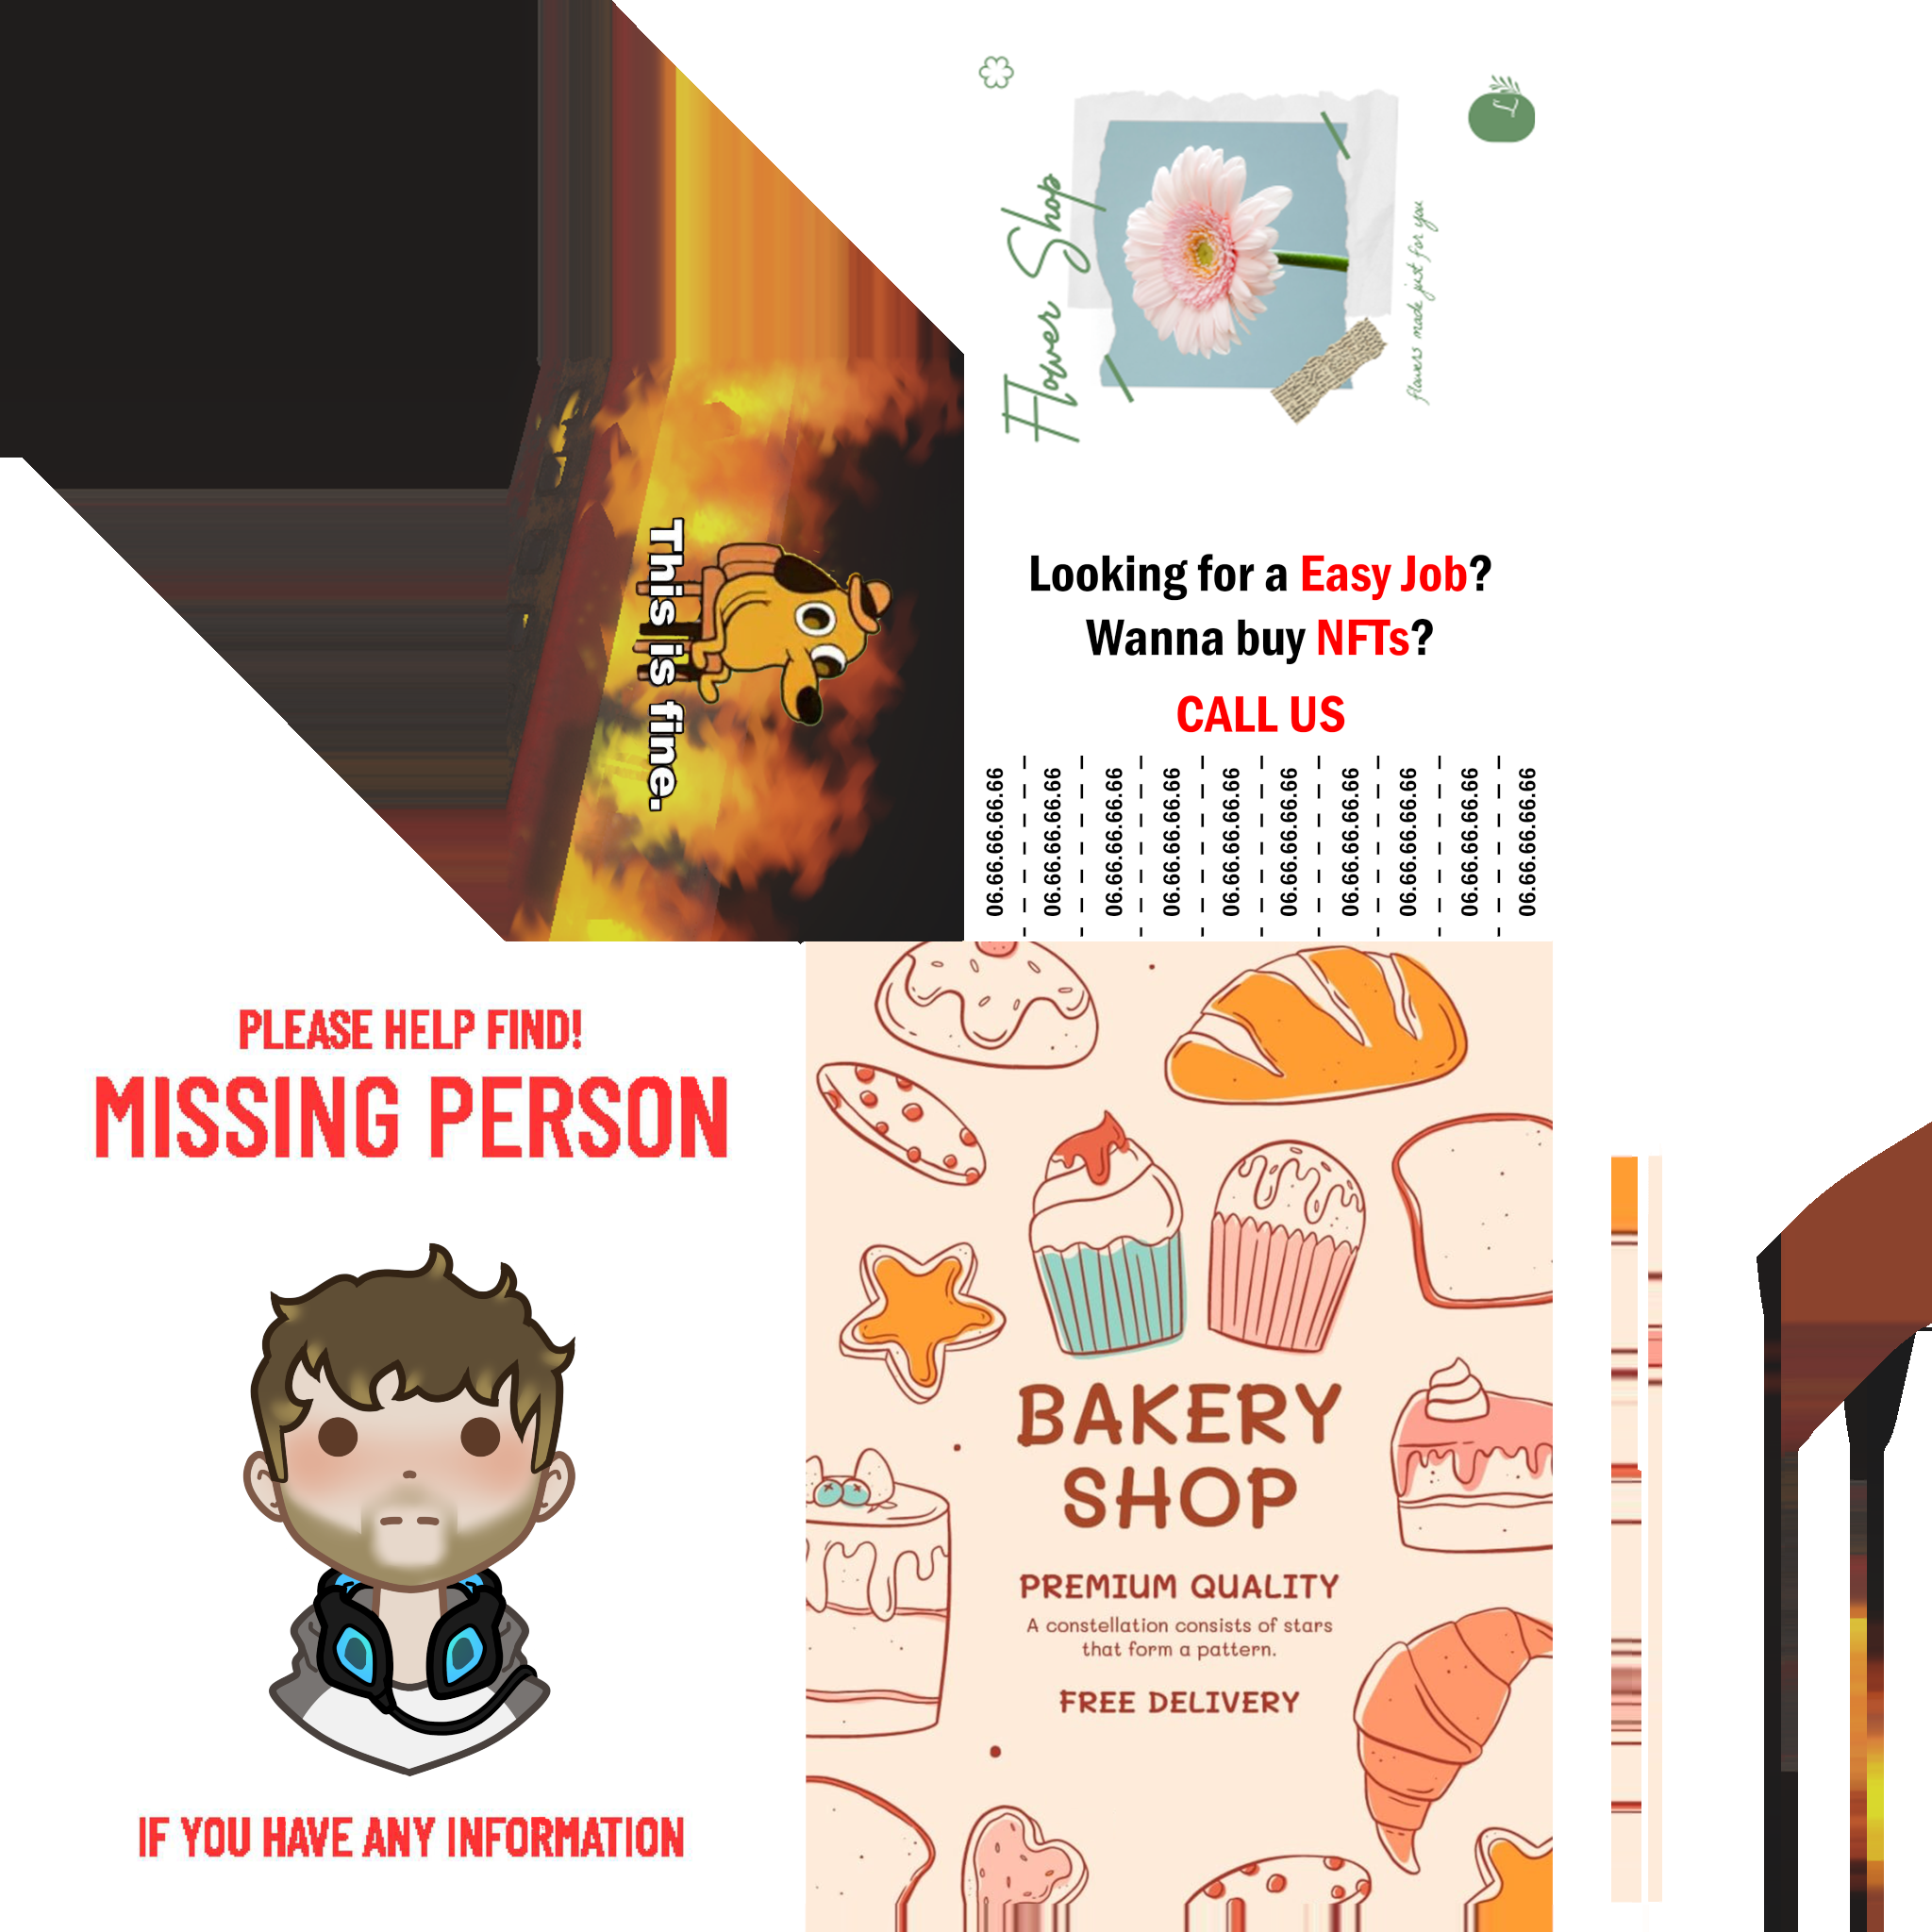 This is fine.
Flower Shop
flowers made just for you
L
Looking for a Easy Job?
Wanna buy NFTs?
CALL US
06.66.66.66.66
06.66.66.66.66
06.66.66.66.66
06.66.66.66.66
06.66.66.66.66
06.66.66.66.66
06.66.66.66.66
06.66.66.66.66
06.66.66.66.66
06.66.66.66.66
PLEASE HELP FIND!
MISSING PERSON
IF YOU HAVE ANY INFORMATION
BAKERY
SHOP
PREMIUM QUALITY
A constellation consists of stars
that form a pattern.
FREE DELIVERY